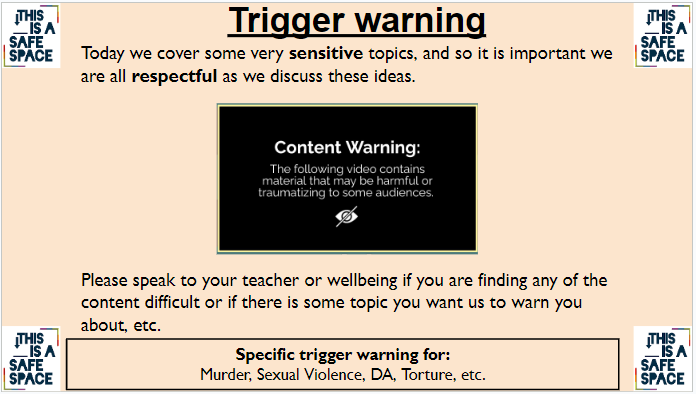 Trigger warning
THIS
IS A
SAFE
SPACE
THIS
IS A
SAFE
SPACE
Today we cover some very sensitive topics, and so it is important we
are all respectful as we discuss these ideas.
Content Warning:
The following video contains
material that may be harmful or
traumatizing to some audiences.
Please speak to your teacher or wellbeing if you are finding any of the
content difficult or if there is some topic you want us to warn you
about, etc.
THIS
IS A
SAFE
SPACE
THIS
IS A
SAFE
SPACE
Specific trigger warning for:
Murder, Sexual Violence, DA, Torture, etc.